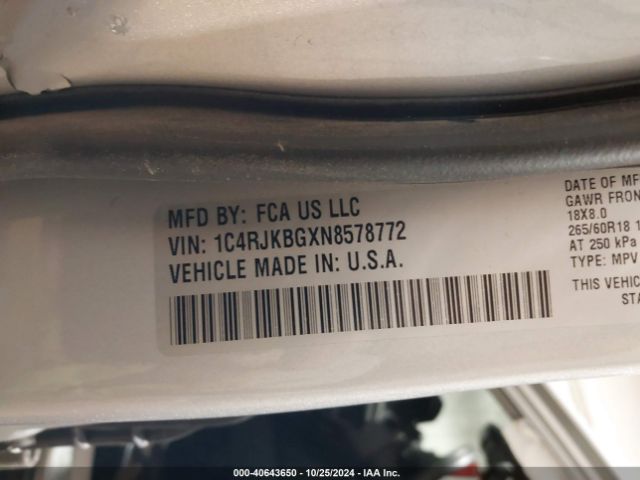 MFD BY: FCA US LLC
VIN: 1C4RJKBGXN8578772
VEHICLE MADE IN: U.S.A.
DATE OF MF
GAWR FRON
18X8.0
265/60R18 1
AT 250 kPa
TYPE: MPV
THIS VEHIC
STA
000-40643650 - 10/25/2024 - IAA Inc.